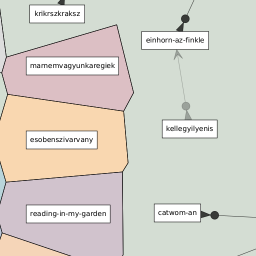 krikrszkraksz
einhorn-az-finkle
mamemvagyunkaregiek
kellegyilyenis
esobenszivarvany
reading-in-my-garden
catwom-an